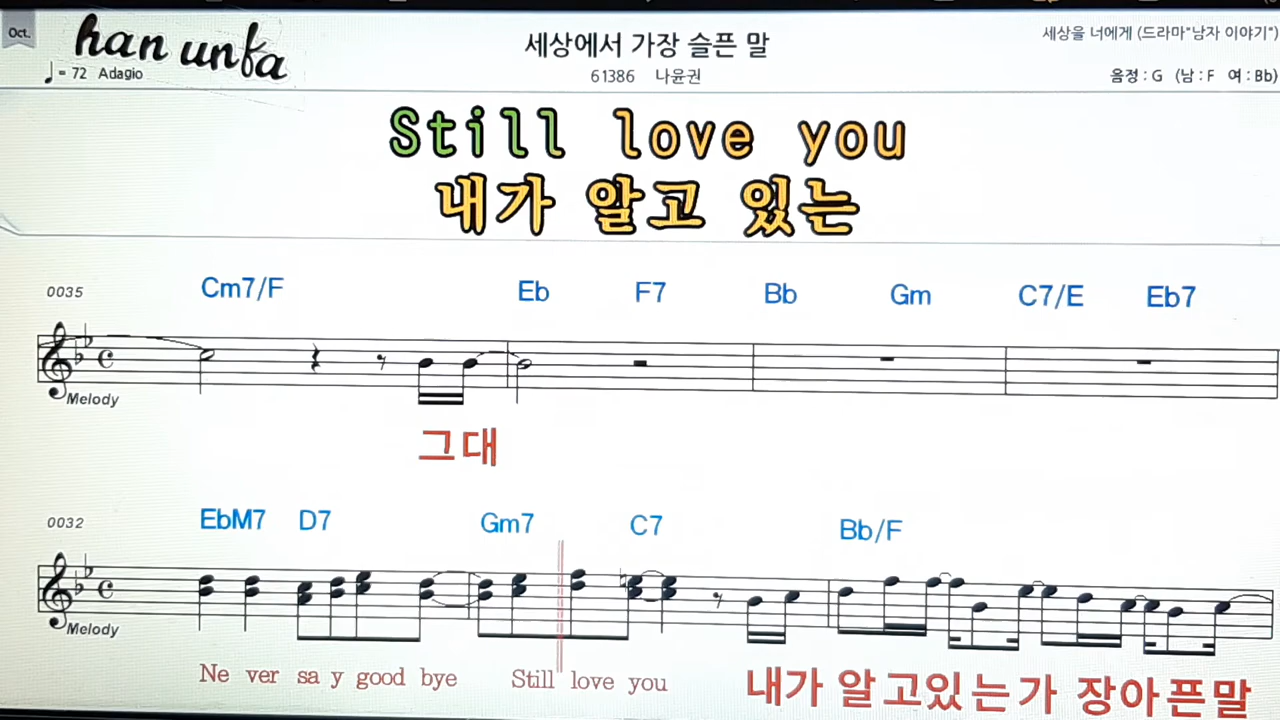 Oct.
han unfa
세상에서 가장 슬픈 말
세상을 너에게 (드라마"남자 이야기")
= 72 Adagio
61386 나윤권
음정 : G (남 : F 여 : Bb)
Still love you
내가 알고 있는
0035 Cm7/F Eb F7 Bb Gm C7/E Eb7
Melody
그대
0032 EbM7 D7 Gm7 C7 Bb/F
Melody
Ne ver sa y good bye Still love you 내가 알고있는가 장아픈말